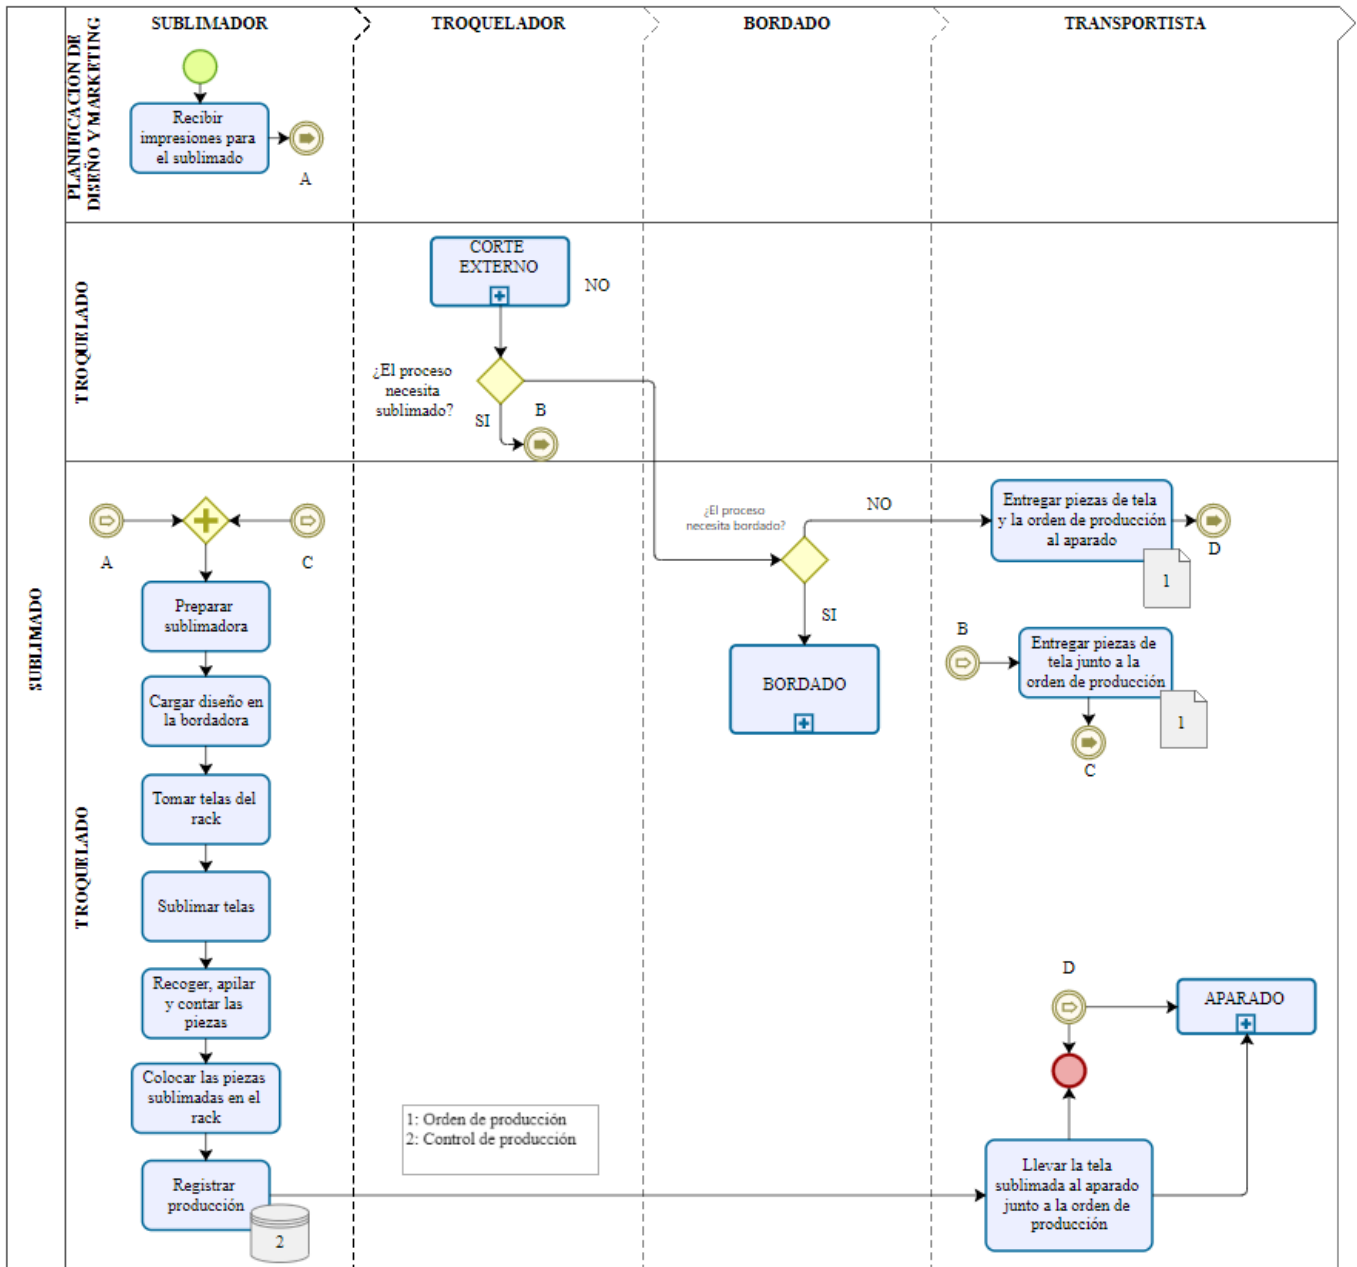 SUBLIMADOR
TROQUELADOR
BORDADO
TRANSPORTISTA
SUBLIMADO
PLANIFICACION DE
DISEÑO Y MARKETING
Recibir
impresiones para
el sublimado
A
TROQUELADO
CORTE
EXTERNO
NO
¿El proceso
necesita
sublimado?
SI
B
TROQUELADO
A
C
Preparar
sublimadora
Cargar diseño en
la bordadora
Tomar telas del
rack
Sublimar telas
Recoger, apilar
y contar las
piezas
Colocar las piezas
sublimadas en el
rack
Registrar
producción
2
1: Orden de producción
2: Control de producción
¿El proceso
necesita bordado?
NO
SI
BORDADO
Entregar piezas de tela
y la orden de producción
al aparado
1
D
B
Entregar piezas de
tela junto a la
orden de producción
1
C
D
APARADO
Llevar la tela
sublimada al aparado
junto a la orden de
producción